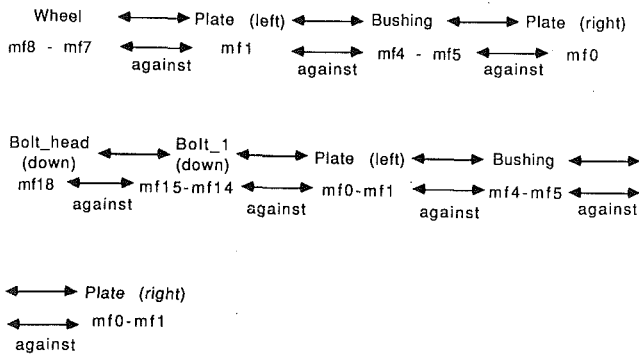 Wheel Plate (left) Bushing Plate (right)
mf8 - mf7 mf1 mf4 - mf5 mf0
against against against
Bolt_head Bolt_1 Plate (left) Bushing
(down) (down)
mf18 mf15-mf14 mf0-mf1 mf4-mf5
against against against against
Plate (right)
mf0-mf1
against